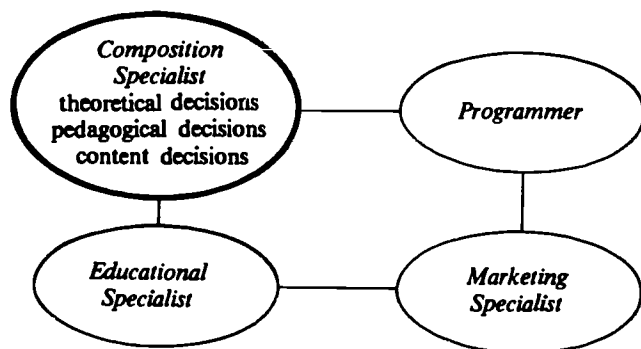 Composition
Specialist
theoretical decisions
pedagogical decisions
content decisions
Programmer
Educational
Specialist
Marketing
Specialist